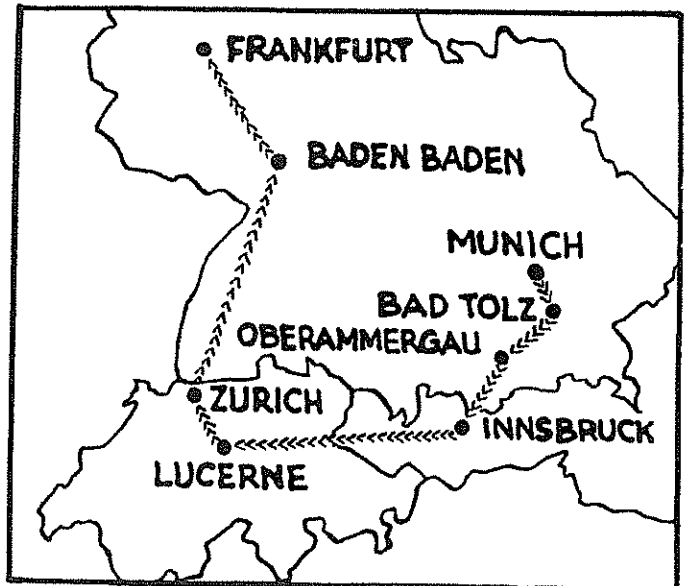 FRANKFURT
BADEN BADEN
MUNICH
BAD TOLZ
OBERAMMERGAU
ZURICH
INNSBRUCK
LUCERNE